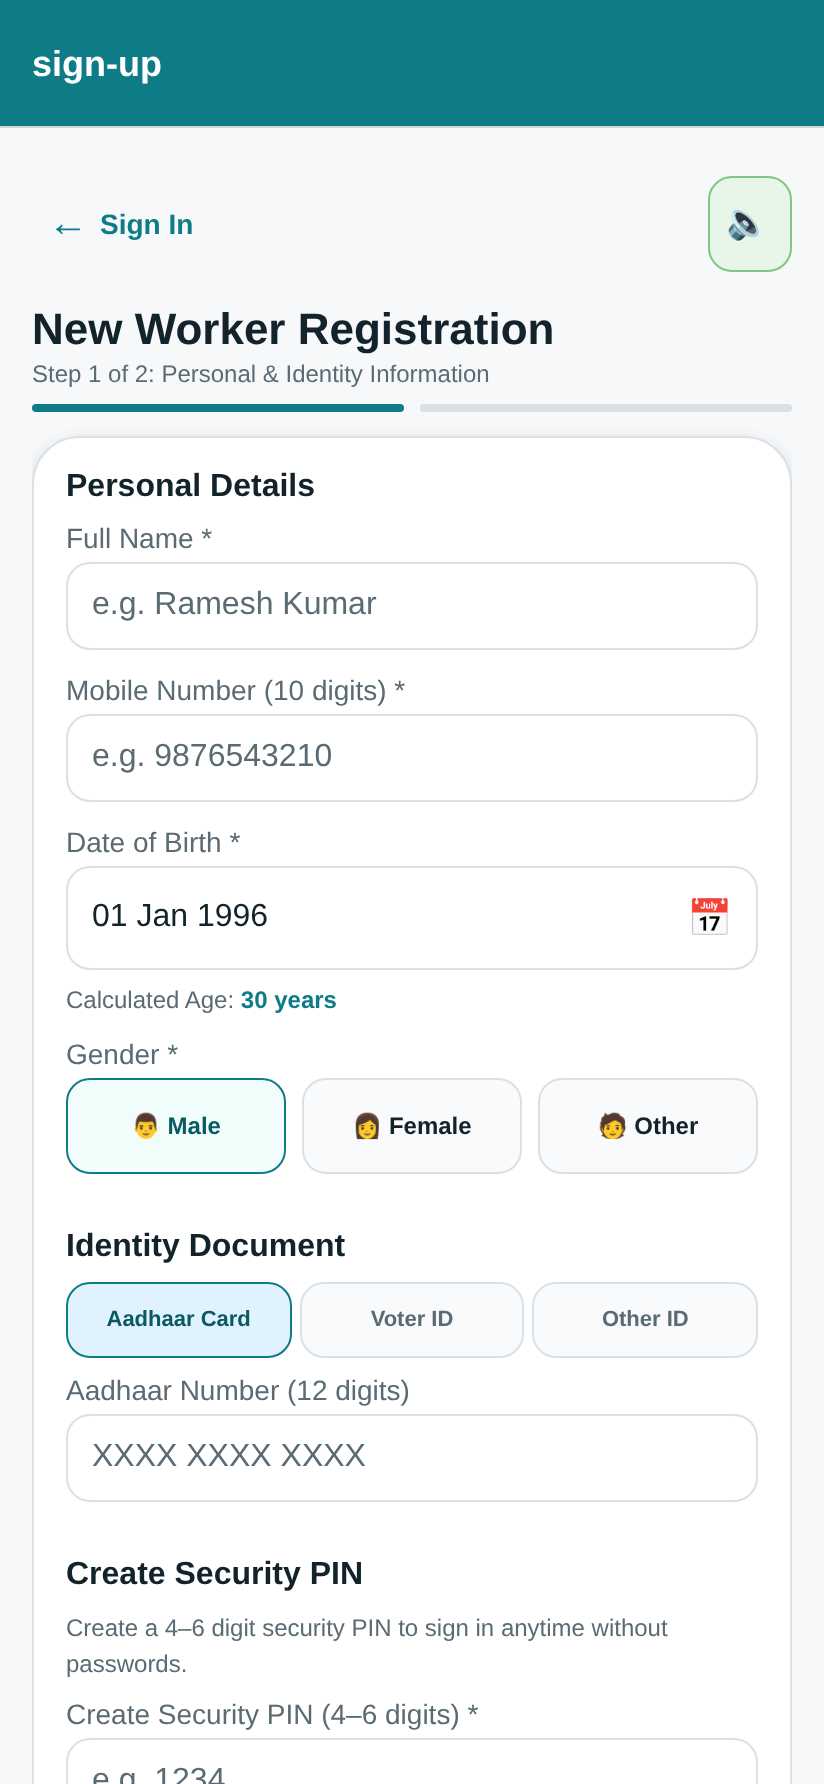 sign-up
← Sign In
New Worker Registration
Step 1 of 2: Personal & Identity Information
Personal Details
Full Name *
e.g. Ramesh Kumar
Mobile Number (10 digits) *
e.g. 9876543210
Date of Birth *
01 Jan 1996
July
17
Calculated Age: 30 years
Gender *
Male
Female
Other
Identity Document
Aadhaar Card
Voter ID
Other ID
Aadhaar Number (12 digits)
XXXX XXXX XXXX
Create Security PIN
Create a 4–6 digit security PIN to sign in anytime without
passwords.
Create Security PIN (4–6 digits) *
e.g. 1234